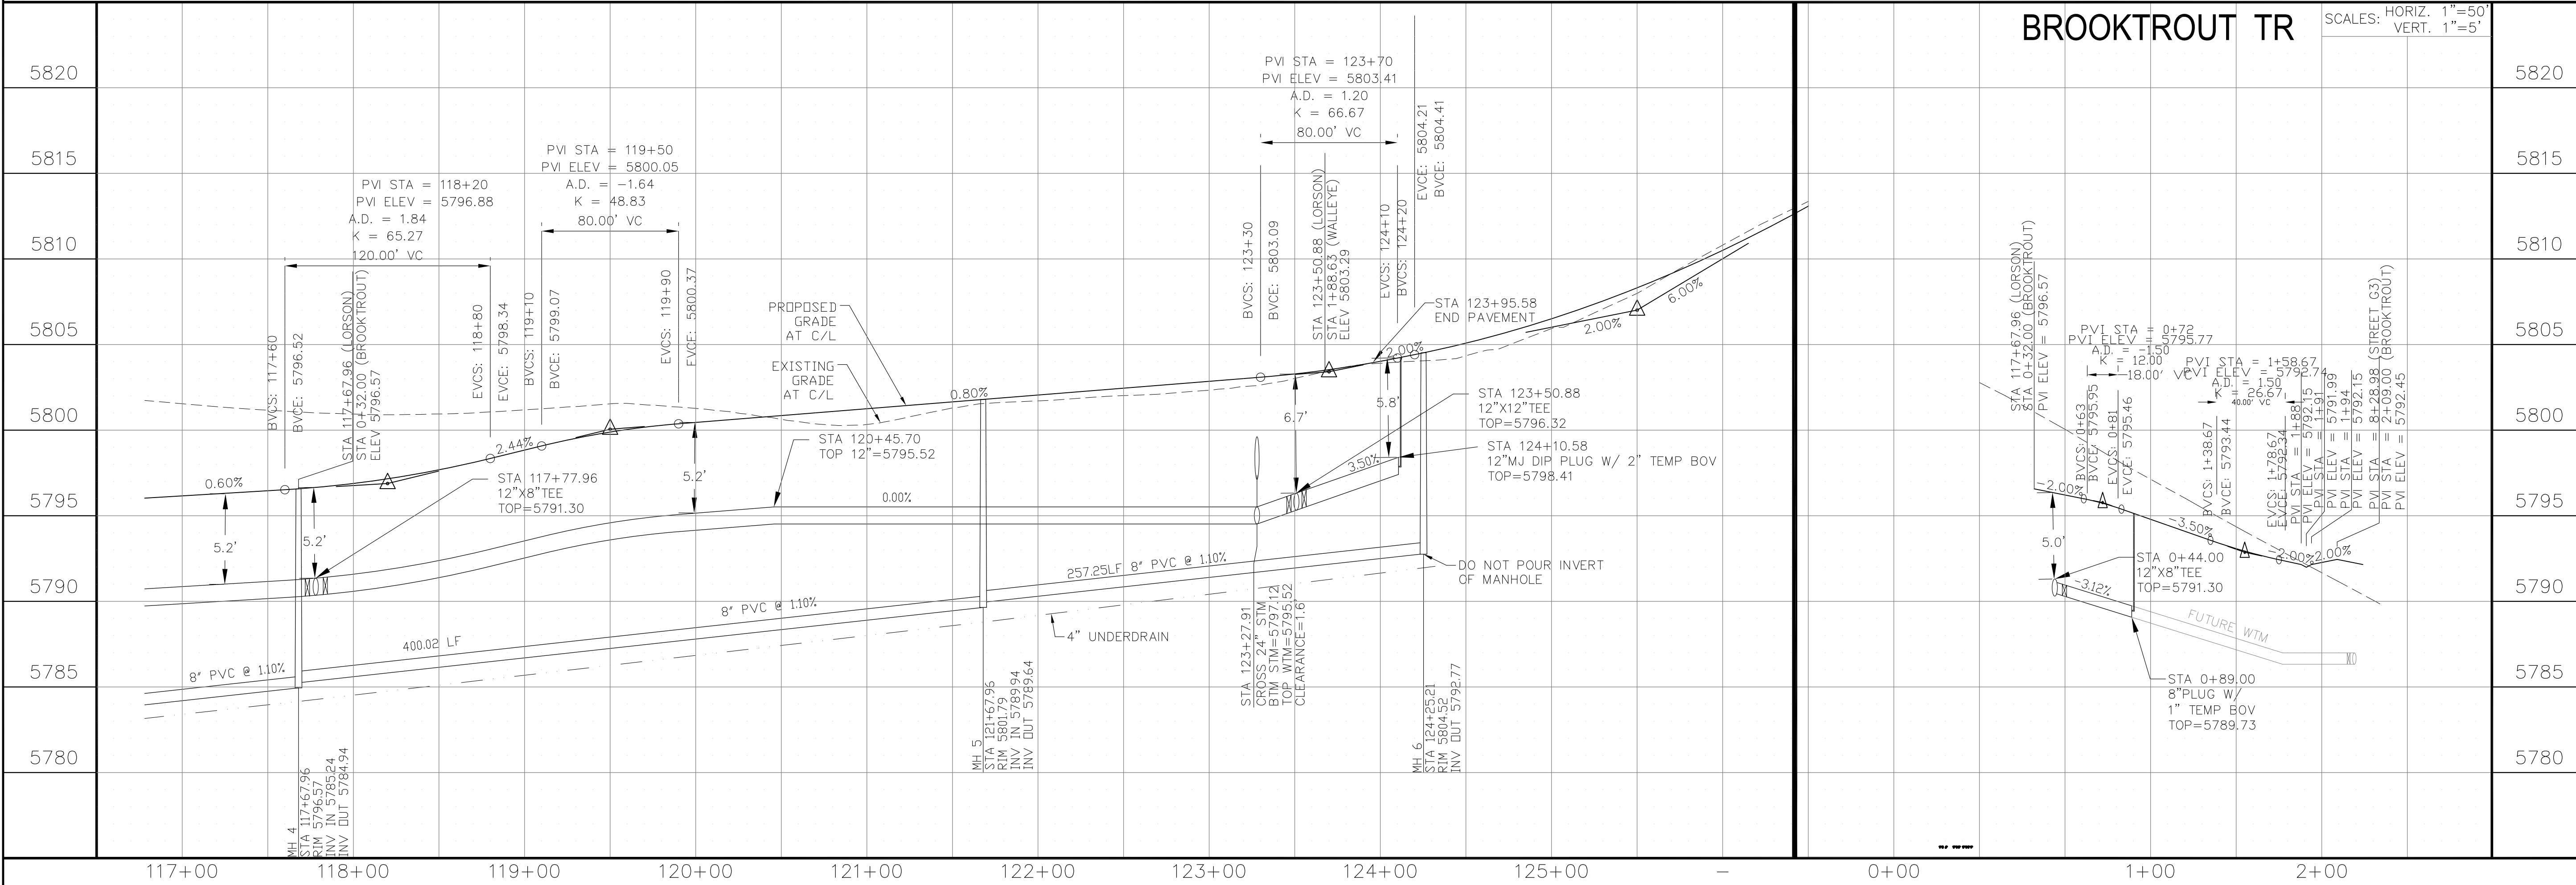 BROOKTROUT TR
SCALES: HORIZ. 1"=50'
VERT. 1"=5'
5820
5815
5810
5805
5800
5795
5790
5785
5780
5820
5815
5810
5805
5800
5795
5790
5785
5780
PVI STA = 118+20
PVI ELEV = 5796.88
A.D. = 1.84
K = 65.27
120.00' VC
BVCS: 117+60
BVCE: 5796.52
STA 117+67.96 (LORSON)
STA 0+32.00 (BROOKTROUT)
ELEV 5796.57
EVCS: 118+80
EVCE: 5798.34
PVI STA = 119+50
PVI ELEV = 5800.05
A.D. = -1.64
K = 48.83
80.00' VC
BVCS: 119+10
BVCE: 5799.07
EVCS: 119+90
EVCE: 5800.37
PROPOSED
GRADE
AT C/L
EXISTING
GRADE
AT C/L
0.60%
2.44%
0.80%
5.2'
5.2'
5.2'
STA 117+77.96
12"X8"TEE
TOP=5791.30
STA 120+45.70
TOP 12"=5795.52
0.00%
8" PVC @ 1.10%
400.02 LF
8" PVC @ 1.10%
257.25LF 8" PVC @ 1.10%
4" UNDERDRAIN
MH 4
STA 117+67.96
RIM 5796.57
INV IN 5785.24
INV OUT 5784.94
MH 5
STA 121+67.96
RIM 5801.79
INV IN 5789.94
INV OUT 5789.64
PVI STA = 123+70
PVI ELEV = 5803.41
A.D. = 1.20
K = 66.67
80.00' VC
BVCS: 123+30
BVCE: 5803.09
STA 123+50.88 (LORSON)
STA 1+88.63 (WALLEYE)
ELEV 5803.29
EVCS: 124+10
BVCS: 124+20
EVCE: 5804.21
BVCE: 5804.41
STA 123+95.58
END PAVEMENT
2.00%
2.00%
6.00%
6.7'
5.8'
3.50%
STA 123+50.88
12"X12"TEE
TOP=5796.32
STA 124+10.58
12"MJ DIP PLUG W/ 2" TEMP BOV
TOP=5798.41
DO NOT POUR INVERT
OF MANHOLE
STA 123+27.91
CROSS 24" STM
BTM STM=5797.12
TOP WTM=5795.52
CLEARANCE=1.6'
MH 6
STA 124+25.21
RIM 5804.52
INV OUT 5792.77
STA 117+67.96 (LORSON)
STA 0+32.00 (BROOKTROUT)
PVI ELEV = 5796.57
PVI STA = 0+72
PVI ELEV = 5795.77
A.D. = -1.50
K = 12.00
18.00' VC
BVCS: 0+63
BVCE: 5795.95
EVCS: 0+81
EVCE: 5795.46
PVI STA = 1+58.67
PVI ELEV = 5792.74
A.D. = 1.50
K = 26.67
40.00' VC
BVCS: 1+38.67
BVCE: 5793.44
EVCS: 1+78.67
EVCE: 5792.34
PVI STA = 1+88
PVI ELEV = 5792.15
PVI STA = 1+91
PVI ELEV = 5791.99
PVI STA = 1+94
PVI ELEV = 5792.15
PRI STA = 8+28.98 (STREET G3)
PVI STA = 2+09.00 (BROOKTROUT)
PVI ELEV = 5792.45
-2.00%
-3.50%
-2.00%
2.00%
5.0'
-3.12%
STA 0+44.00
12"X8"TEE
TOP=5791.30
FUTURE WTM
STA 0+89.00
8"PLUG W/
1" TEMP BOV
TOP=5789.73
117+00
118+00
119+00
120+00
121+00
122+00
123+00
124+00
125+00
-
0+00
1+00
2+00